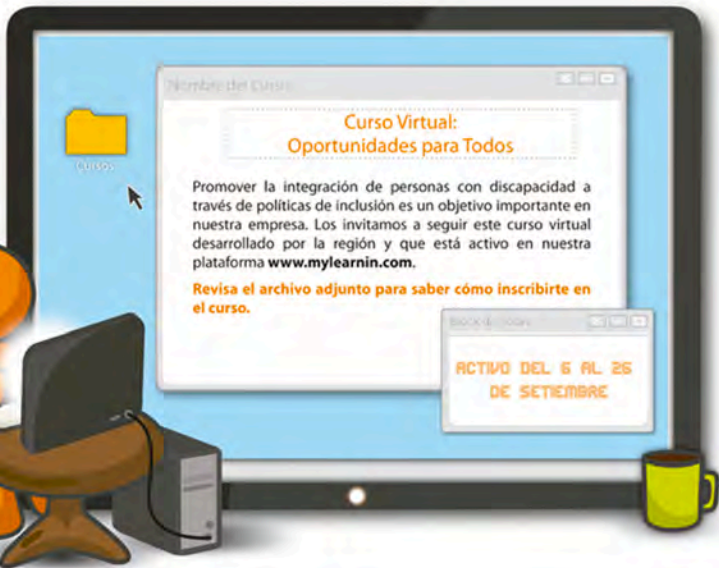 Nombre del Curso
Cursos
Curso Virtual:
Oportunidades para Todos
Promover la integración de personas con discapacidad a
través de políticas de inclusión es un objetivo importante en
nuestra empresa. Los invitamos a seguir este curso virtual
desarrollado por la región y que está activo en nuestra
plataforma www.mylearnin.com.
Revisa el archivo adjunto para saber cómo inscribirte en
el curso.
ACTIVO DEL 6 AL 26
DE SETIEMBRE